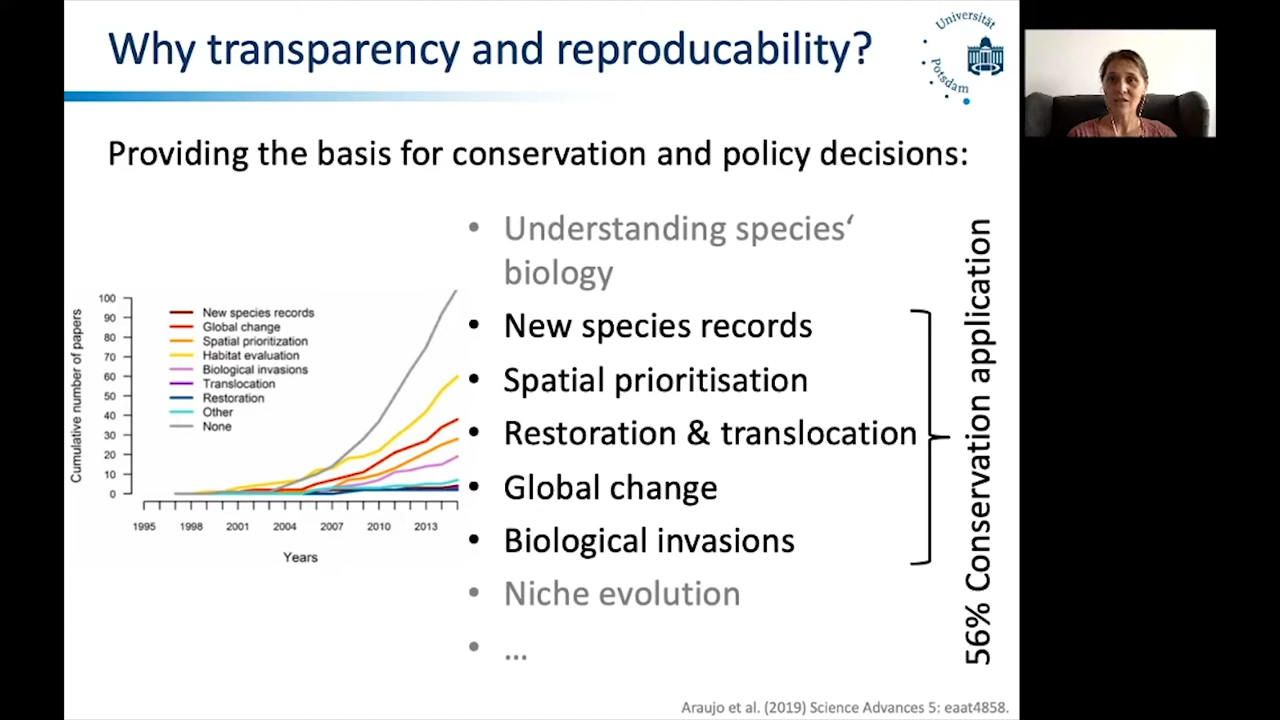 Why transparency and reproducability?
Universität
Potsdam
Providing the basis for conservation and policy decisions:
• Understanding species‘
biology
• New species records
• Spatial prioritisation
• Restoration & translocation
• Global change
• Biological invasions
• Niche evolution
• ...
56% Conservation application
Cumulative number of papers
100
90
80
70
60
50
40
30
20
10
0
New species records
Global change
Spatial prioritization
Habitat evaluation
Biological invasions
Translocation
Restoration
Other
None
1995 1998 2001 2004 2007 2010 2013
Years
Araujo et al. (2019) Science Advances 5: eaat4858.